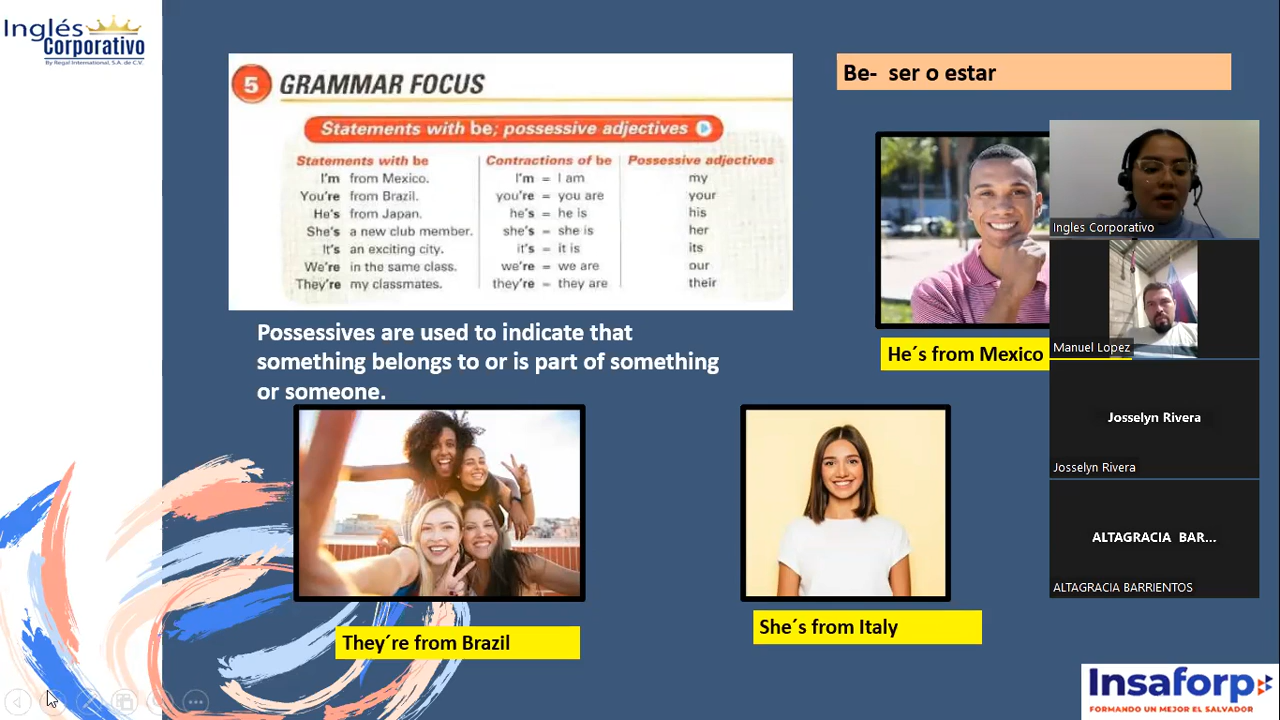 Inglés
Corporativo
By Regal International, S.A. de C.V.
5 GRAMMAR FOCUS
Statements with be; possessive adjectives
Statements with be
I'm from Mexico.
You're from Brazil.
He's from Japan.
She's a new club member.
It's an exciting city.
We're in the same class.
They're my classmates.
Contractions of be
I'm = I am
you're = you are
he's = he is
she's = she is
it's = it is
we're = we are
they're = they are
Possessive adjectives
my
your
his
her
its
our
their
Possessives are used to indicate that
something belongs to or is part of something
or someone.
Be- ser o estar
He´s from Mexico
They´re from Brazil
She´s from Italy
Ingles Corporativo
Manuel Lopez
Josselyn Rivera
Josselyn Rivera
ALTAGRACIA BAR...
ALTAGRACIA BARRIENTOS
Insaforp
FORMANDO UN MEJOR EL SALVADOR